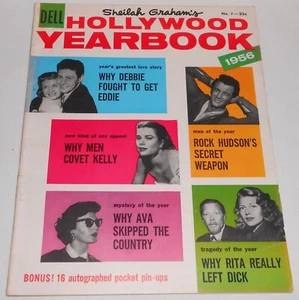 DELL
Sheilah Graham's
HOLLYWOOD
YEARBOOK
No. 7-25c
1956
year's greatest love story
WHY DEBBIE
FOUGHT TO GET
EDDIE
new kind of sex appeal
WHY MEN
COVET KELLY
man of the year
ROCK HUDSON'S
SECRET
WEAPON
mystery of the year
WHY AVA
SKIPPED THE
COUNTRY
tragedy of the year
WHY RITA REALLY
LEFT DICK
BONUS! 16 autographed pocket pin-ups